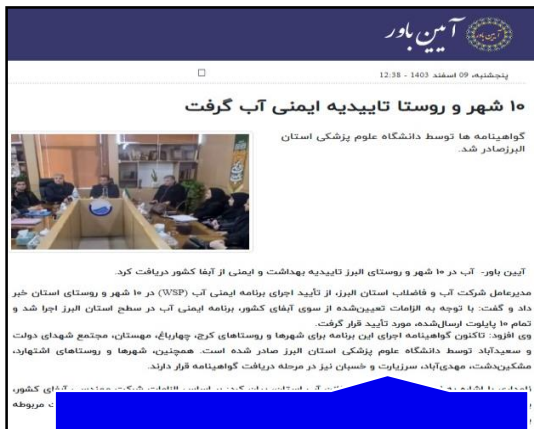 آیین باور
پنجشنبه، 09 اسفند 1403 - 12:38
۱۰ شهر و روستا تاییدیه ایمنی آب گرفت
گواهینامه ها توسط دانشگاه علوم پزشکی استان
البرزصادر شد.
آیین باور- آب در ۱۰ شهر و روستای البرز تاییدیه بهداشت و ایمنی از آبفا کشور دریافت کرد.
مدیرعامل شرکت آب و فاضلاب استان البرز، از تأیید اجرای برنامه ایمنی آب (WSP) در ۱۰ شهر و روستای استان خبر
داد و گفت: با توجه به الزامات تعیین‌شده از سوی آبفای کشور، برنامه ایمنی آب در سطح استان البرز اجرا شد و
تمام ۱۰ پایلوت ارسال‌شده، مورد تأیید قرار گرفت.
وی افزود: تاکنون گواهینامه اجرای این برنامه برای شهرها و روستاهای کرج، چهارباغ، مهستان، مجتمع شهدای دولت
و سعیدآباد توسط دانشگاه علوم پزشکی استان البرز صادر شده است. همچنین، شهرها و روستاهای اشتهارد،
مشکین‌دشت، مهدی‌آباد، سرزیارت و خسبان نیز در مرحله دریافت گواهینامه قرار دارند.